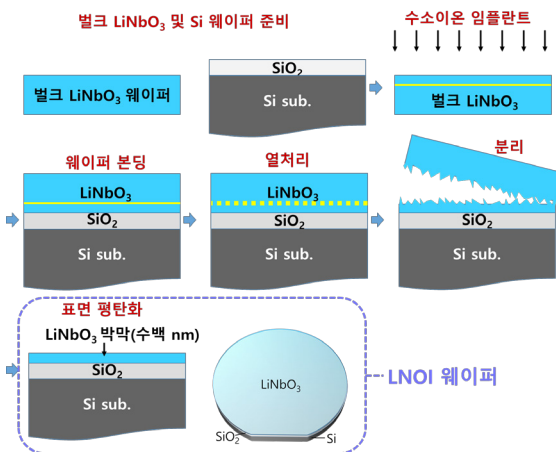 벌크 LiNbO₃ 및 Si 웨이퍼 준비
수소이온 임플란트
벌크 LiNbO₃ 웨이퍼
SiO₂
Si sub.
벌크 LiNbO₃
웨이퍼 본딩
열처리
분리
LiNbO₃
SiO₂
Si sub.
LiNbO₃
SiO₂
Si sub.
SiO₂
Si sub.
표면 평탄화
LiNbO₃ 박막(수백 nm)
SiO₂
Si sub.
LiNbO₃
SiO₂
Si
LNOI 웨이퍼